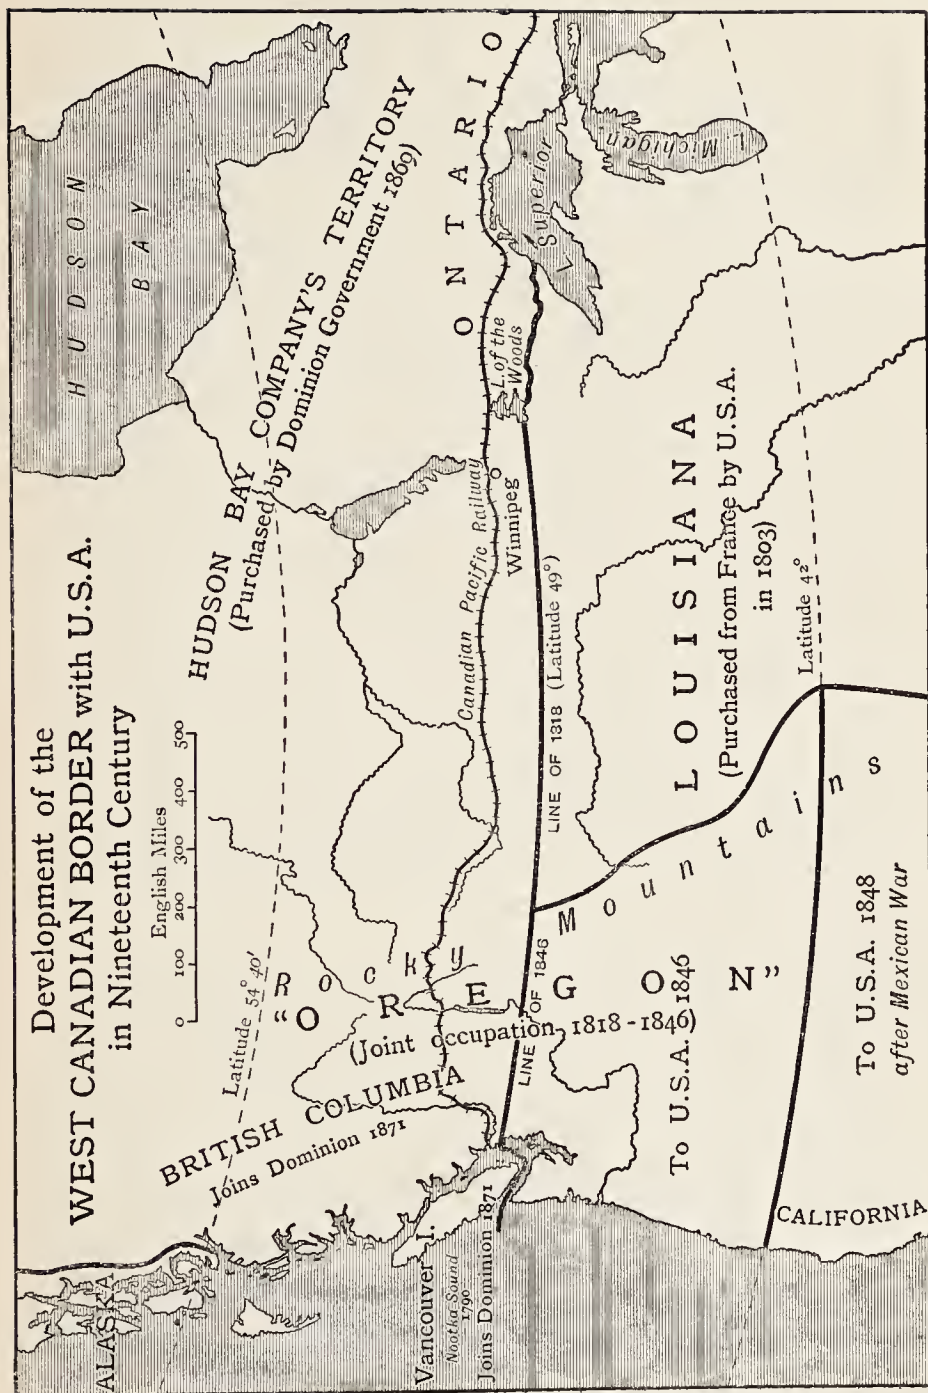 Development of the
WEST CANADIAN BORDER with U.S.A.
in Nineteenth Century
English Miles
0 100 200 300 400 500
HUDSON
BAY
ALASKA
Latitude 54° 40'
HUDSON BAY COMPANY'S TERRITORY
(Purchased by Dominion Government 1869)
BRITISH COLUMBIA
Joins Dominion 1871
Rocky
Mountains
"OREGON"
(Joint occupation 1818-1846)
Canadian Pacific Railway
Winnipeg
L. of the
Woods
ONTARIO
L. Superior
L. Michigan
Vancouver I.
Nootka Sound
1790
Joins Dominion 1871
LINE OF 1846
LINE OF 1318 (Latitude 49°)
To U.S.A. 1846
LOUISIANA
(Purchased from France by U.S.A.
in 1803)
Latitude 42°
CALIFORNIA
To U.S.A. 1848
after Mexican War